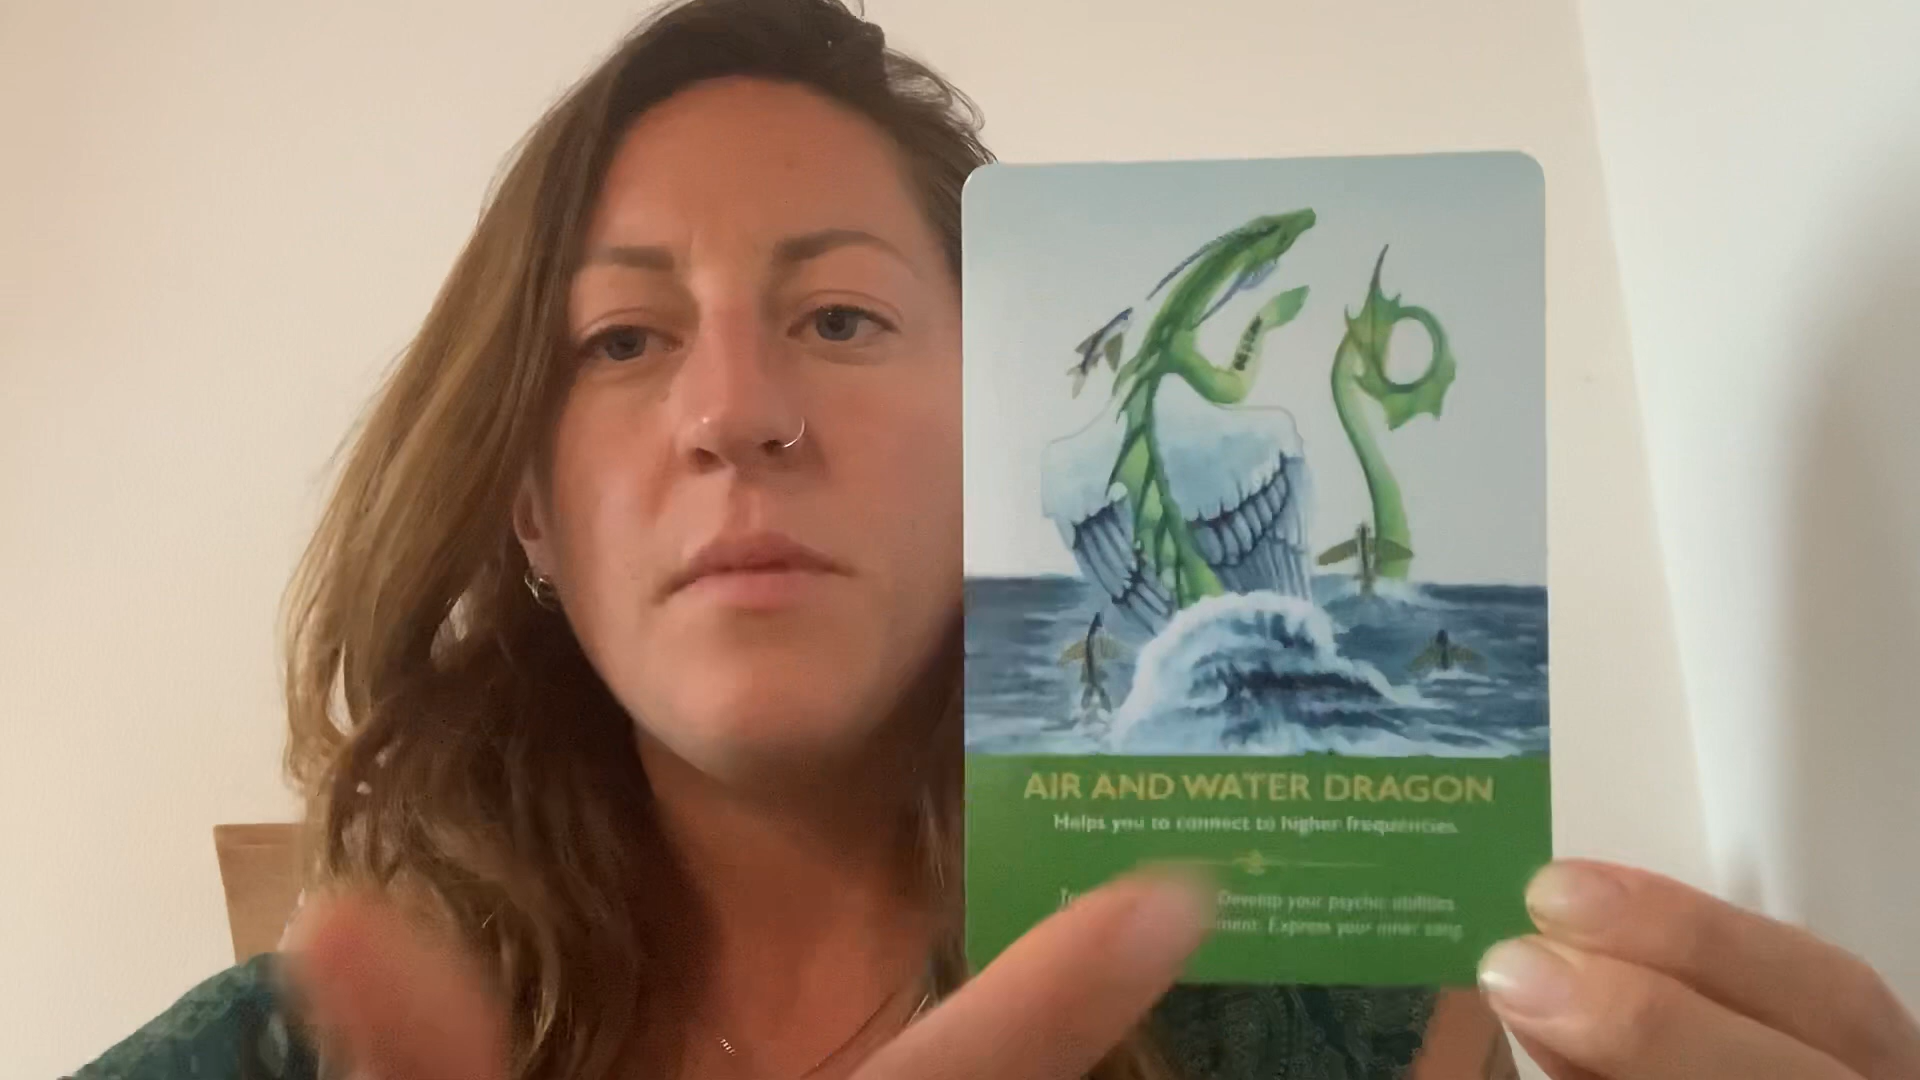 AIR AND WATER DRAGON
Helps you to connect to higher frequencies.
Develop your psychic abilities
Express your inner song